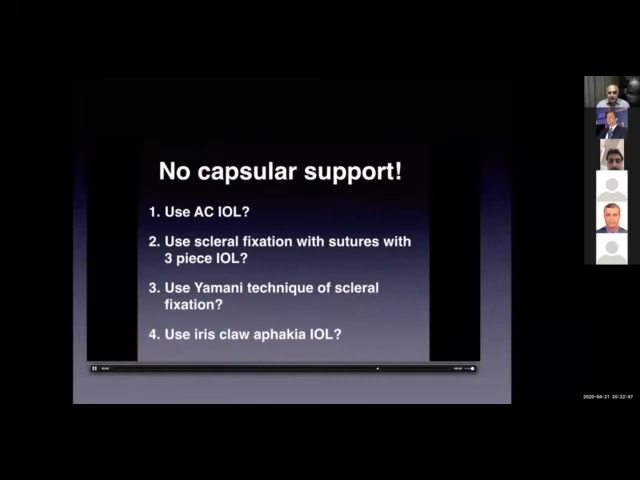 No capsular support!
1. Use AC IOL?
2. Use scleral fixation with sutures with
3 piece IOL?
3. Use Yamani technique of scleral
fixation?
4. Use iris claw aphakia IOL?
2020-04-21 20:22:47